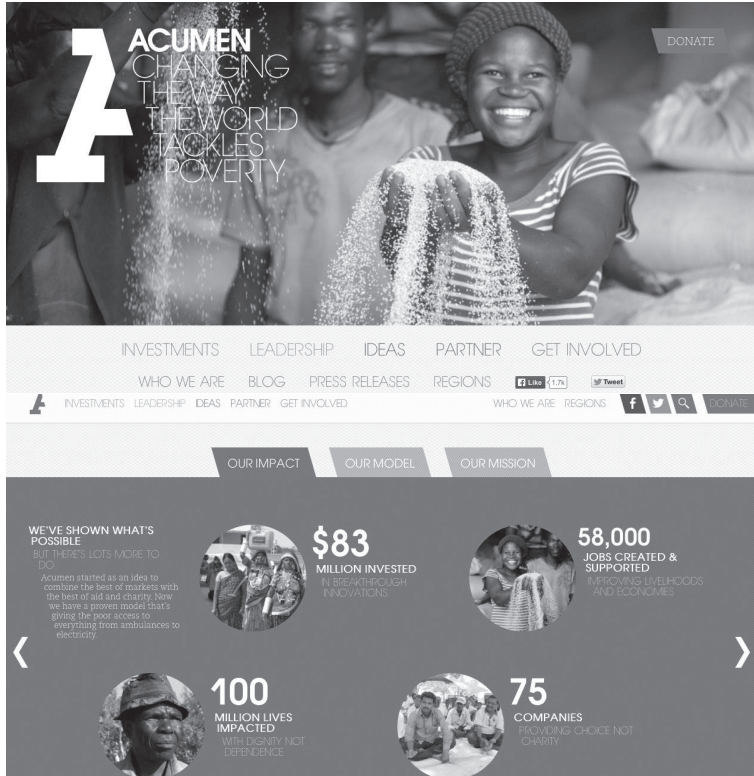 ACUMEN
CHANGING
THE WAY
THE WORLD
TACKLES
POVERTY
DONATE
INVESTMENTS LEADERSHIP IDEAS PARTNER GET INVOLVED
WHO WE ARE BLOG PRESS RELEASES REGIONS Like 1.7k Tweet
INVESTMENTS LEADERSHIP IDEAS PARTNER GET INVOLVED WHO WE ARE REGIONS DONATE
OUR IMPACT OUR MODEL OUR MISSION
WE'VE SHOWN WHAT'S
POSSIBLE
BUT THERE'S LOTS MORE TO
DO
Acumen started as an idea to
combine the best of markets with
the best of aid and charity. Now
we have a proven model that's
giving the poor access to
everything from ambulances to
electricity.
$83
MILLION INVESTED
IN BREAKTHROUGH
INNOVATIONS
58,000
JOBS CREATED &
SUPPORTED
IMPROVING LIVELIHOODS
AND ECONOMIES
100
MILLION LIVES
IMPACTED
WITH DIGNITY NOT
DEPENDENCE
75
COMPANIES
PROVIDING CHOICE NOT
CHARITY